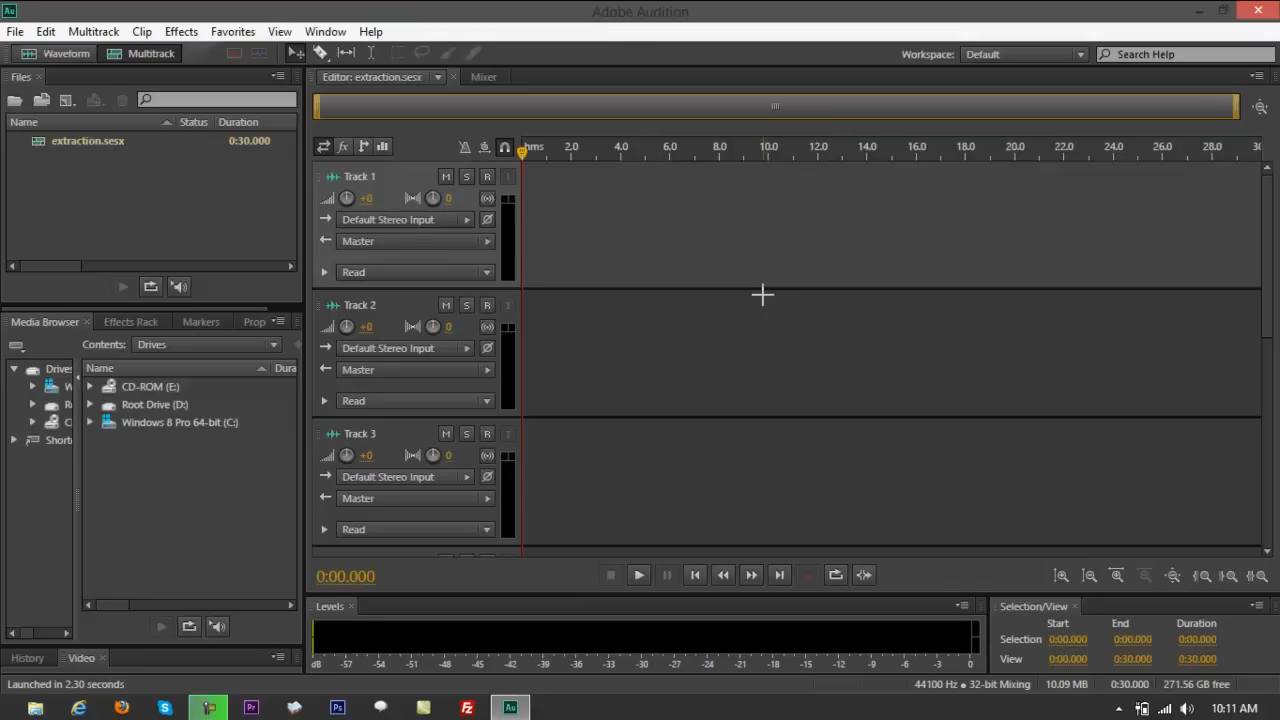 Au
Adobe Audition
File Edit Multitrack Clip Effects Favorites View Window Help
Waveform Multitrack Workspace: Default Search Help
Files Editor: extraction.sesx Mixer
Name Status Duration
extraction.sesx 0:30.000
fx hms 2.0 4.0 6.0 8.0 10.0 12.0 14.0 16.0 18.0 20.0 22.0 24.0 26.0 28.0 30
Track 1 M S R I
+0 0
Default Stereo Input
Master
Read
Track 2 M S R I
+0 0
Default Stereo Input
Master
Read
Track 3 M S R I
+0 0
Default Stereo Input
Master
Read
Media Browser Effects Rack Markers Prop
Contents: Drives
Drives Name Dura
W CD-ROM (E:)
R Root Drive (D:)
C Windows 8 Pro 64-bit (C:)
Short
0:00.000
Levels
dB -57 -54 -51 -48 -45 -42 -39 -36 -33 -30 -27 -24 -21 -18 -15 -12 -9 -6 -3 0
Selection/View
Start End Duration
Selection 0:00.000 0:00.000 0:00.000
View 0:00.000 0:30.000 0:30.000
History Video
Launched in 2.30 seconds 44100 Hz • 32-bit Mixing 10.09 MB 0:30.000 271.56 GB free
Pr Ps Fz Au 10:11 AM